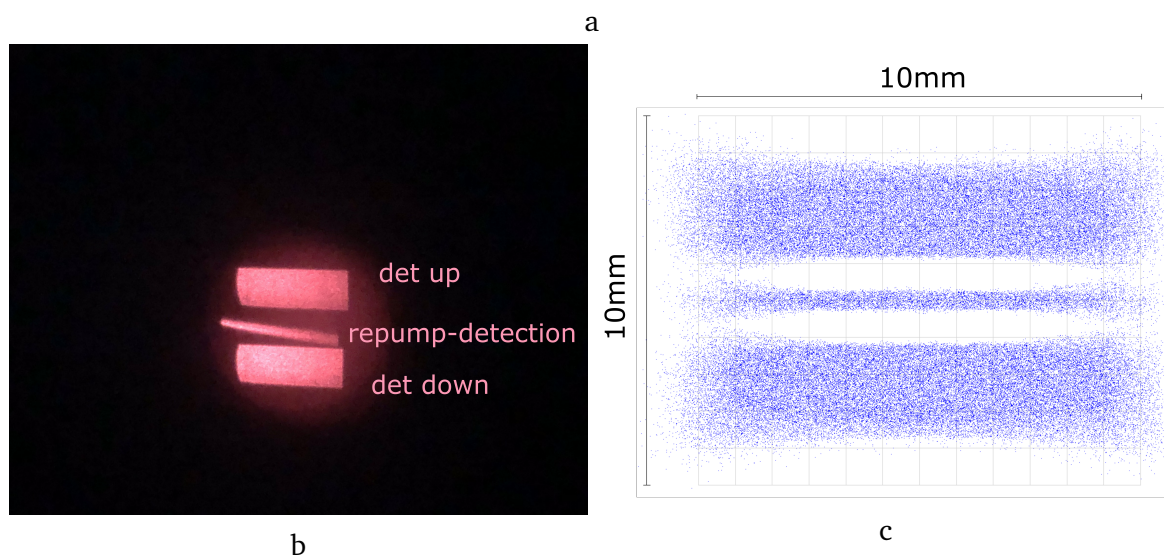 a
10mm
10mm
det up
repump-detection
det down
b
c